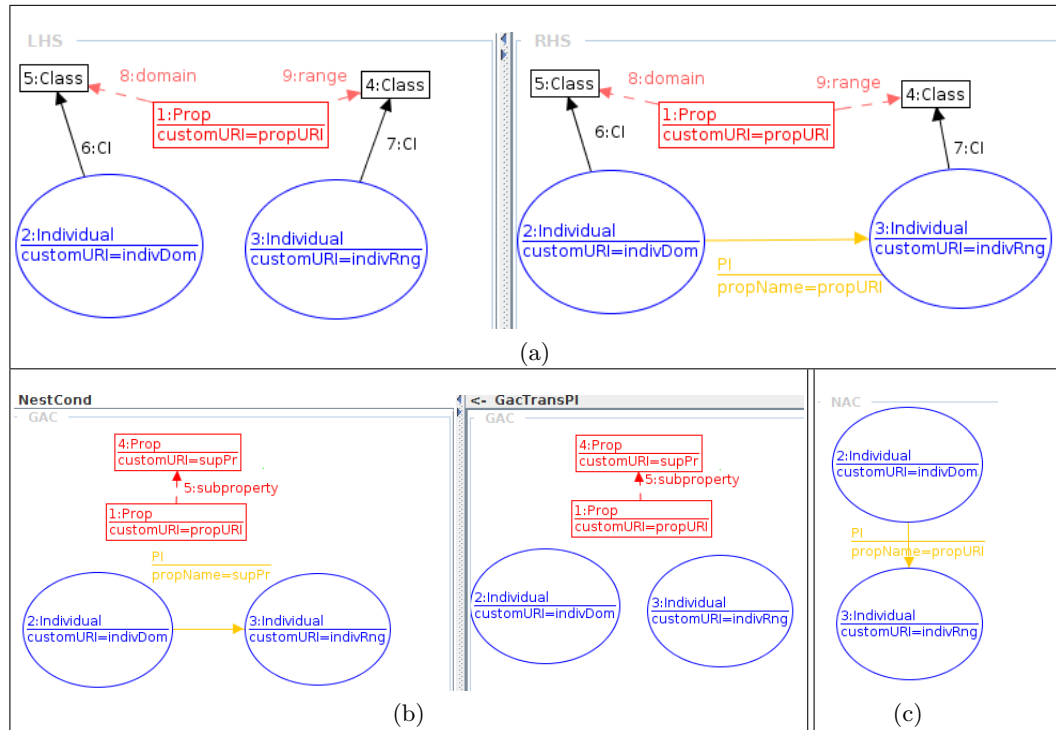 LHS
5:Class
8:domain
9:range
4:Class
1:Prop
customURI=propURI
6:CI
7:CI
2:Individual
customURI=indivDom
3:Individual
customURI=indivRng
RHS
5:Class
8:domain
9:range
4:Class
1:Prop
customURI=propURI
6:CI
7:CI
2:Individual
customURI=indivDom
3:Individual
customURI=indivRng
PI
propName=propURI
(a)
NestCond
GAC
4:Prop
customURI=supPr
5:subproperty
1:Prop
customURI=propURI
PI
propName=supPr
2:Individual
customURI=indivDom
3:Individual
customURI=indivRng
<- GacTransPI
GAC
4:Prop
customURI=supPr
5:subproperty
1:Prop
customURI=propURI
2:Individual
customURI=indivDom
3:Individual
customURI=indivRng
(b)
NAC
2:Individual
customURI=indivDom
PI
propName=propURI
3:Individual
customURI=indivRng
(c)